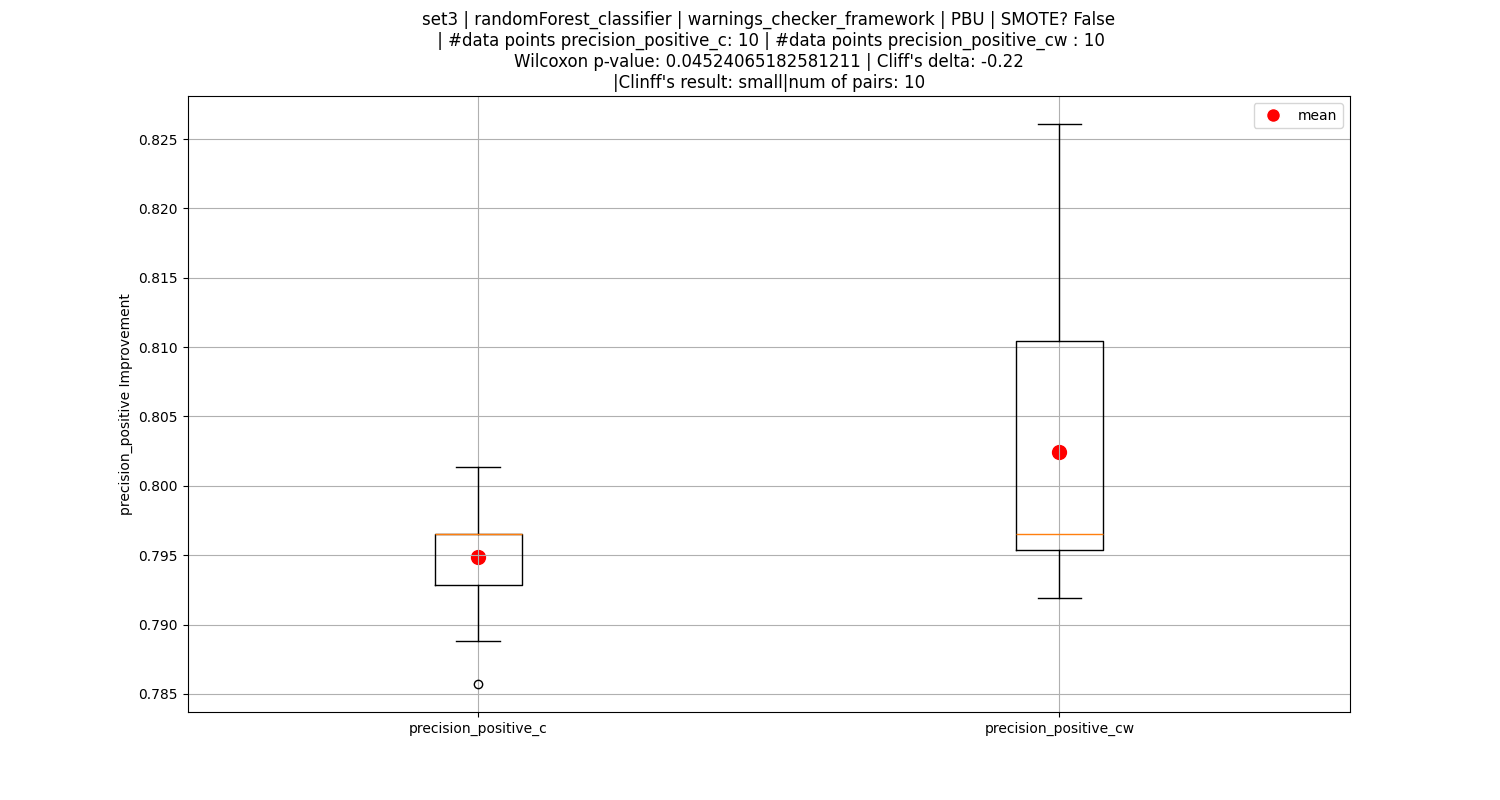 set3 | randomForest_classifier | warnings_checker_framework | PBU | SMOTE? False
| #data points precision_positive_c: 10 | #data points precision_positive_cw : 10
Wilcoxon p-value: 0.04524065182581211 | Cliff's delta: -0.22
|Clinff's result: small|num of pairs: 10
mean
precision_positive Improvement
0.825
0.820
0.815
0.810
0.805
0.800
0.795
0.790
0.785
precision_positive_c
precision_positive_cw